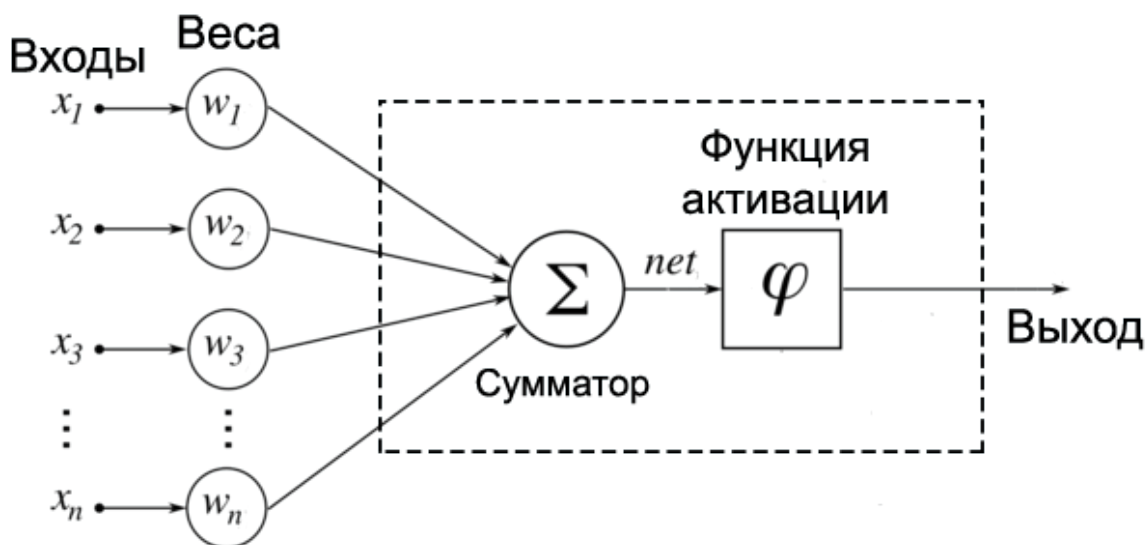 Входы
Веса
x1
w1
x2
w2
x3
w3
⋮
⋮
xn
wn
Σ
Сумматор
net
Функция
активации
φ
Выход